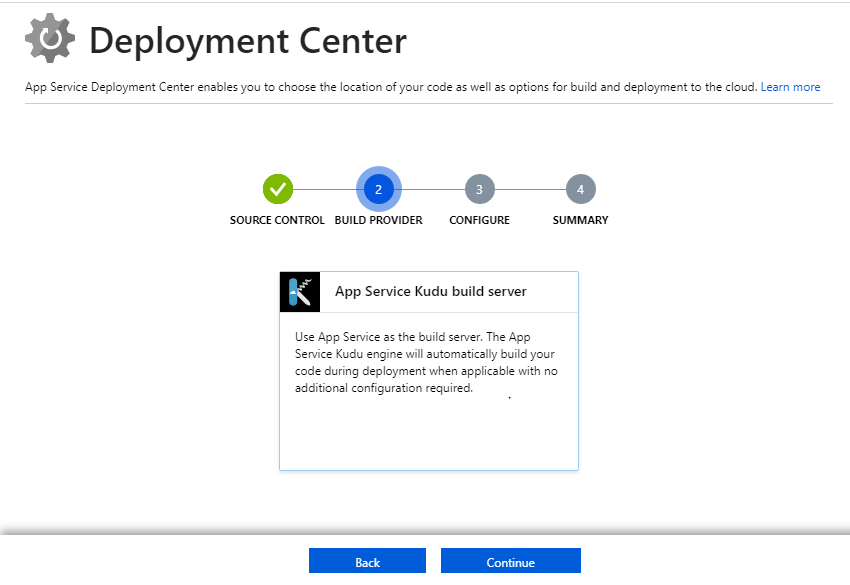 Deployment Center
App Service Deployment Center enables you to choose the location of your code as well as options for build and deployment to the cloud. Learn more
2
3
4
SOURCE CONTROL
BUILD PROVIDER
CONFIGURE
SUMMARY
App Service Kudu build server
Use App Service as the build server. The App
Service Kudu engine will automatically build your
code during deployment when applicable with no
additional configuration required.
Back
Continue